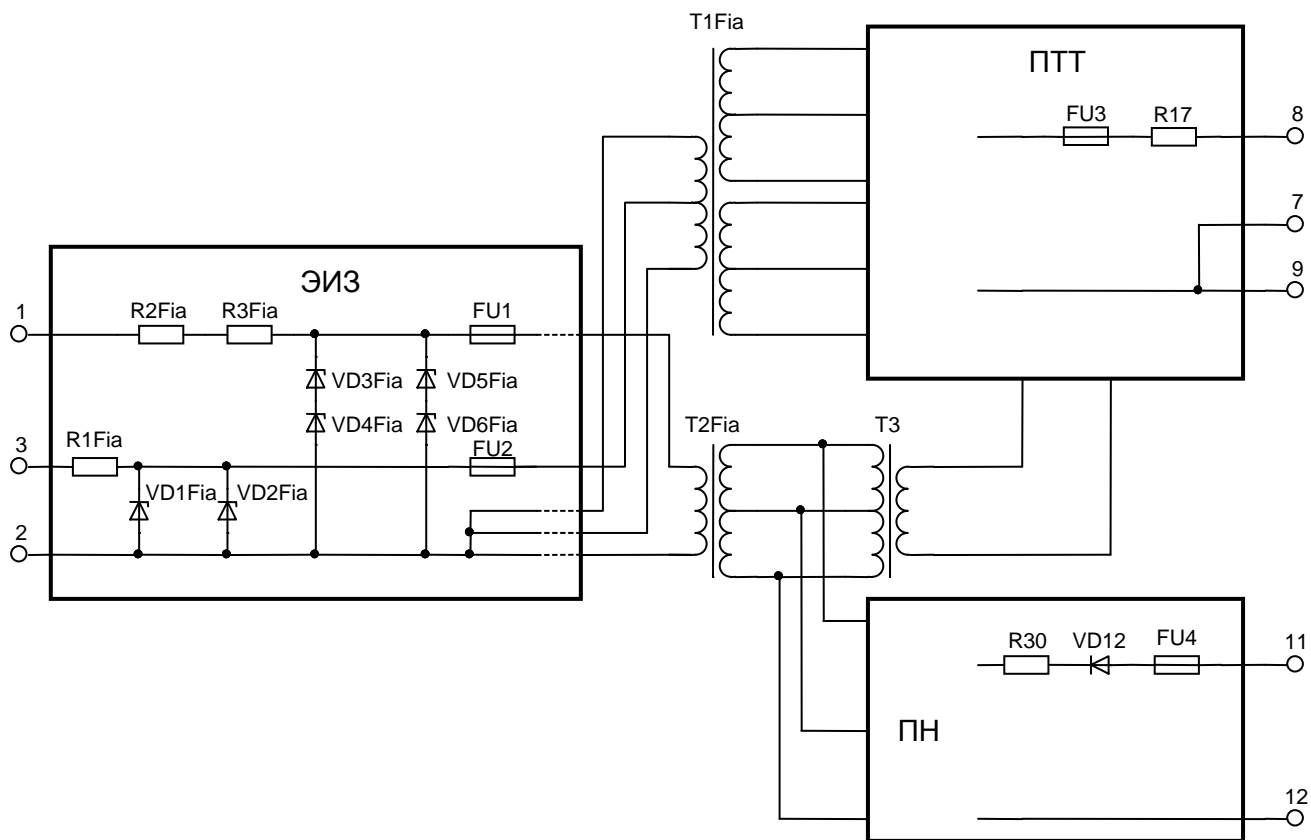 T1Fia
ПТТ
FU3
R17
8
7
9
ЭИЗ
1
R2Fia
R3Fia
FU1
VD3Fia
VD5Fia
VD4Fia
VD6Fia
3
R1Fia
FU2
VD1Fia
VD2Fia
2
T2Fia
T3
R30
VD12
FU4
11
ПН
12